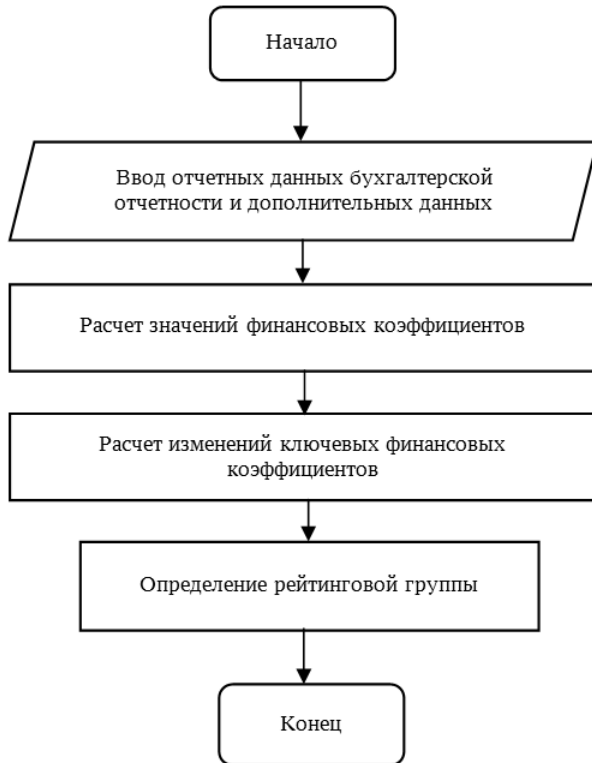 Начало
Ввод отчетных данных бухгалтерской
отчетности и дополнительных данных
Расчет значений финансовых коэффициентов
Расчет изменений ключевых финансовых
коэффициентов
Определение рейтинговой группы
Конец